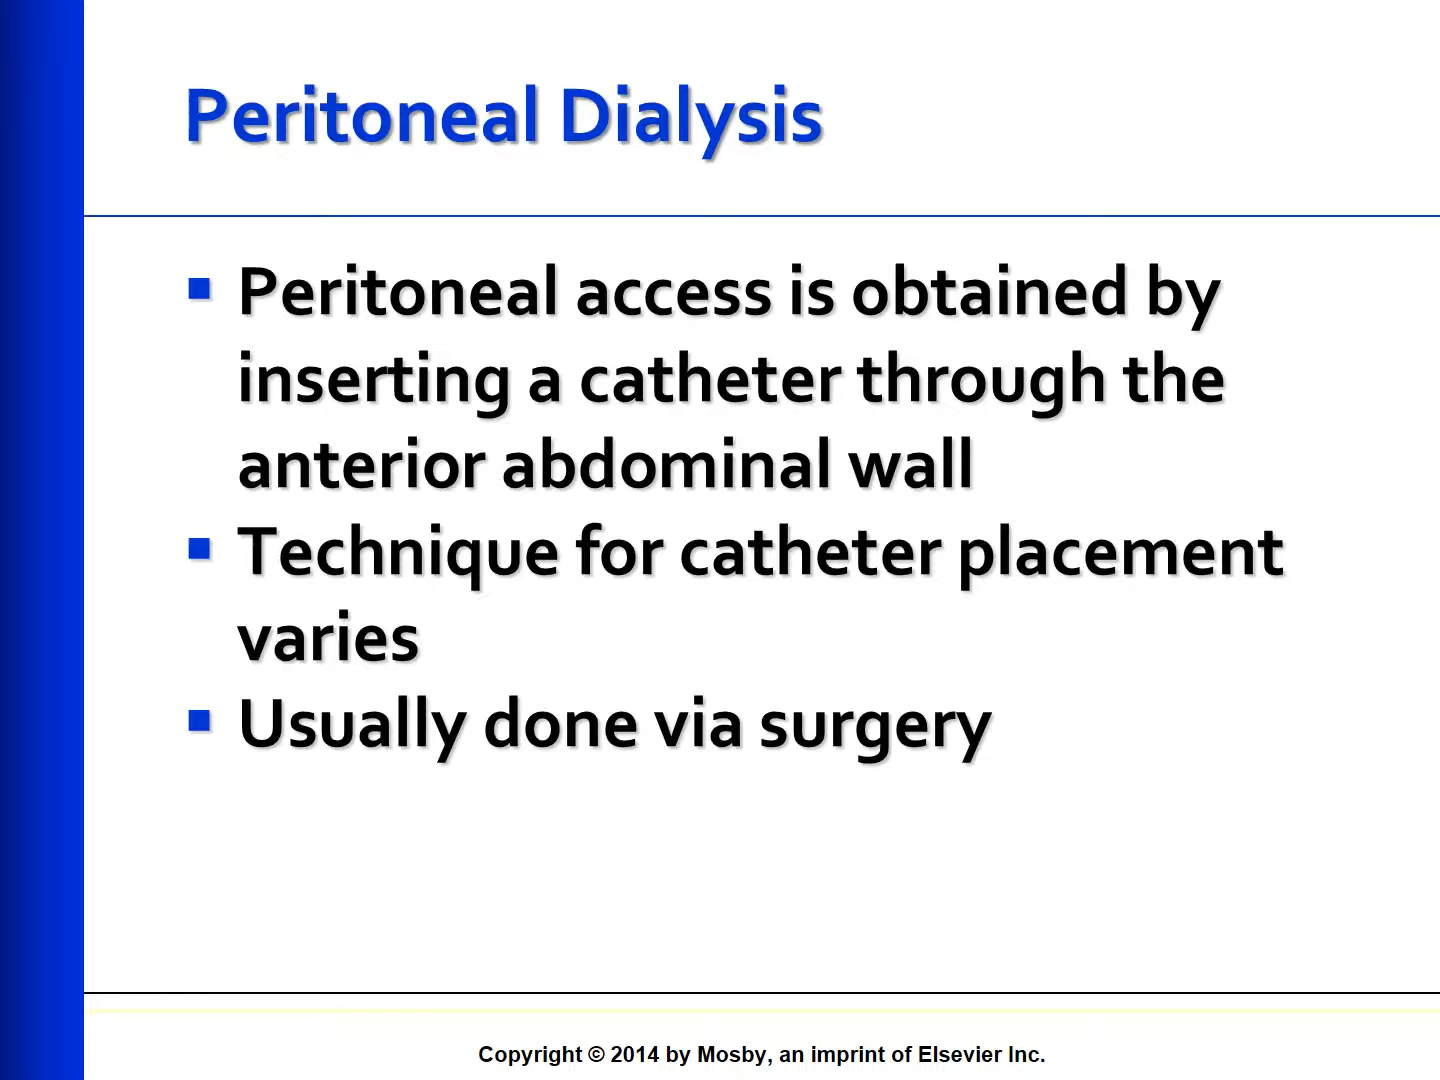 Peritoneal Dialysis
Peritoneal access is obtained by
inserting a catheter through the
anterior abdominal wall
Technique for catheter placement
varies
Usually done via surgery
Copyright © 2014 by Mosby, an imprint of Elsevier Inc.